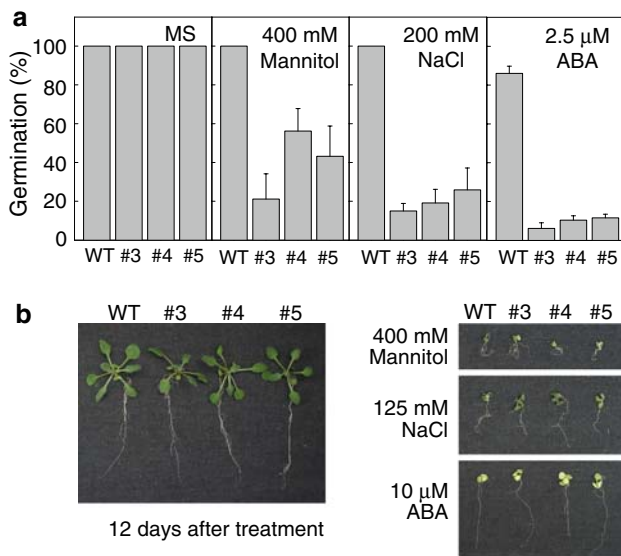 a
MS
400 mM
Mannitol
200 mM
NaCl
2.5 μM
ABA
Germination (%)
100
80
60
40
20
0
WT #3 #4 #5 WT #3 #4 #5 WT #3 #4 #5 WT #3 #4 #5
b
WT #3 #4 #5
12 days after treatment
WT #3 #4 #5
400 mM
Mannitol
125 mM
NaCl
10 μM
ABA